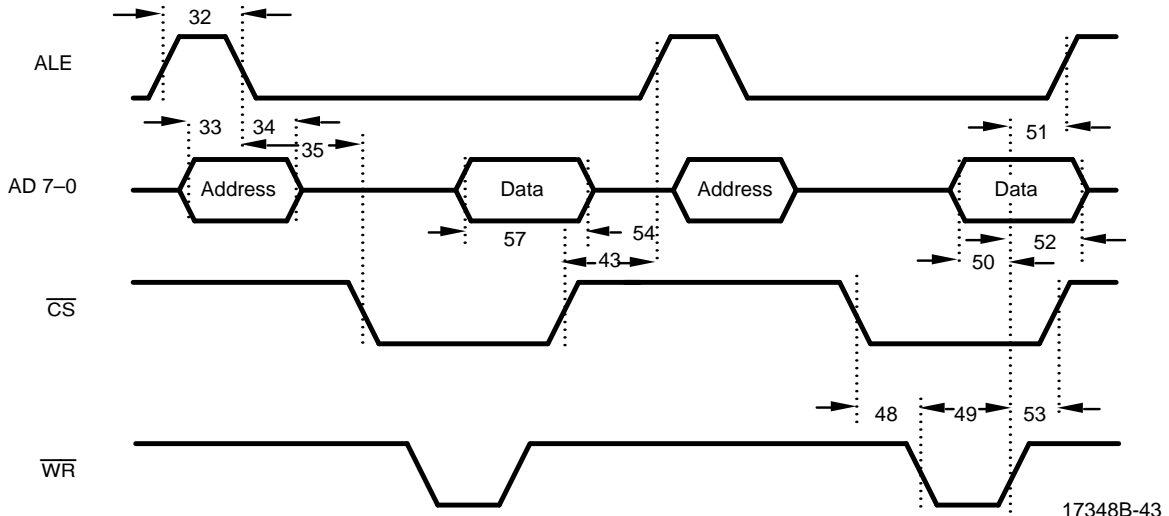 32
ALE
33
34
35
51
AD 7–0
Address
Data
Address
Data
57
54
43
50
52
CS
48
49
53
WR
17348B-43